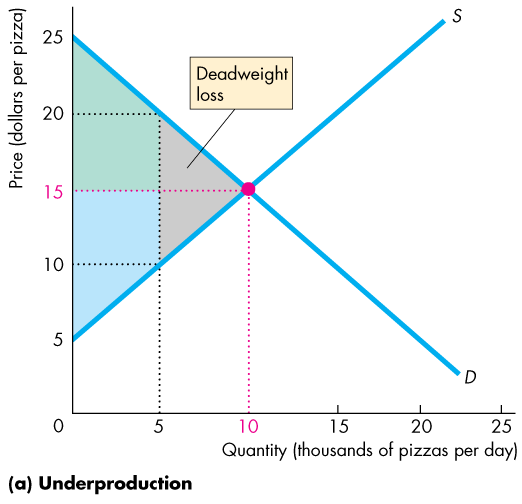 Price (dollars per pizza)
25
S
Deadweight
loss
20
15
10
5
D
0
5
10
15
20
25
Quantity (thousands of pizzas per day)
(a) Underproduction